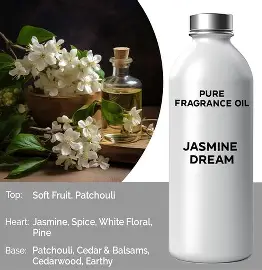 PURE
FRAGRANCE OIL
JASMINE
DREAM
Top: Soft Fruit, Patchouli
Heart: Jasmine, Spice, White Floral,
Pine
Base: Patchouli, Cedar & Balsams,
Cedarwood, Earthy